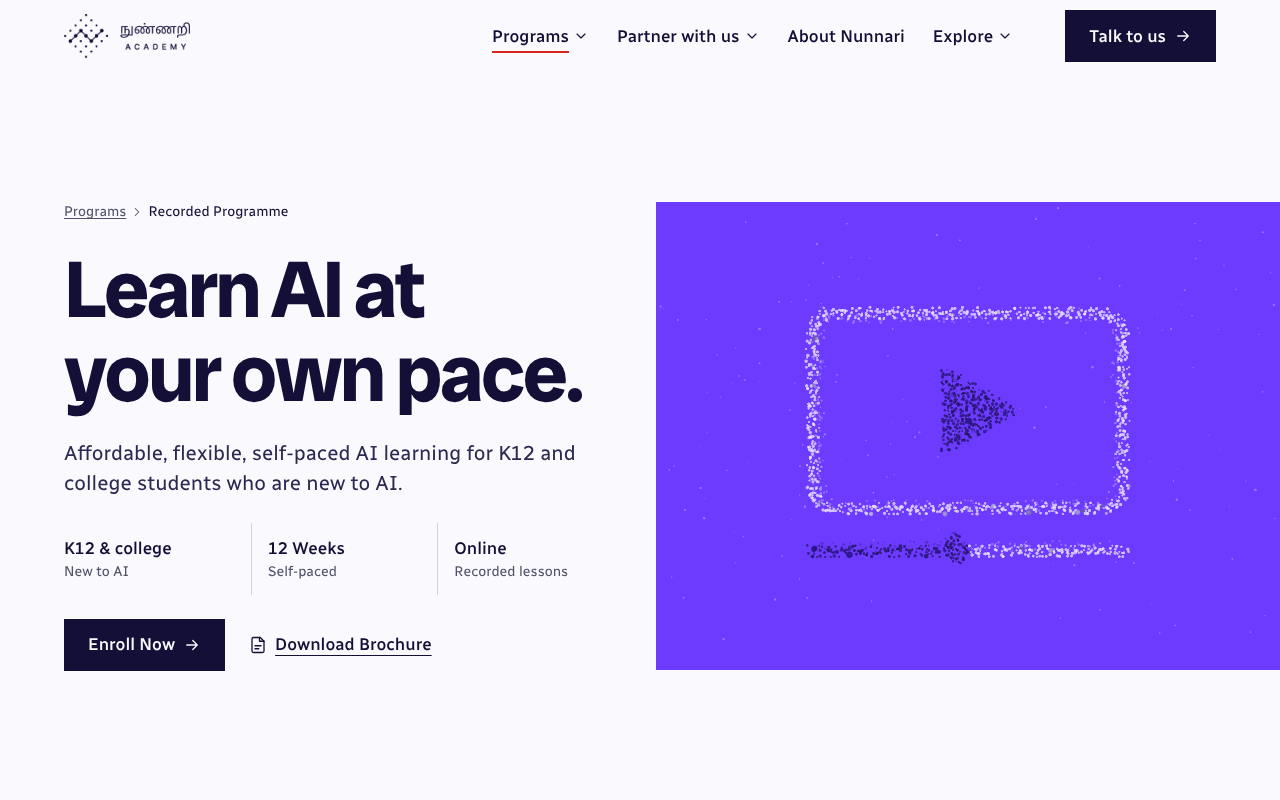 நுண்ணறி
ACADEMY
Programs
Partner with us
About Nunnari
Explore
Talk to us
Programs > Recorded Programme
Learn AI at
your own pace.
Affordable, flexible, self-paced AI learning for K12 and
college students who are new to AI.
K12 & college
New to AI
12 Weeks
Self-paced
Online
Recorded lessons
Enroll Now
Download Brochure